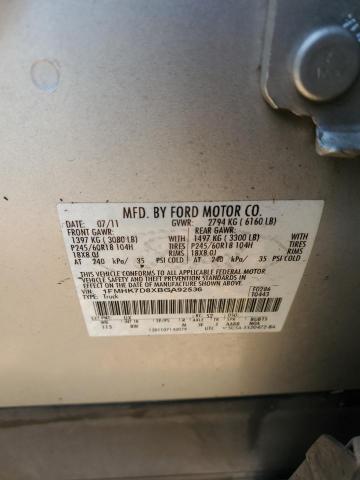 MFD. BY FORD MOTOR CO.
DATE: 07/11 GVWR: 2794 KG ( 6160 LB)
FRONT GAWR: REAR GAWR:
1397 KG ( 3080 LB) 1497 KG ( 3300 LB)
P245/60R18 104H TIRES P245/60R18 104H
18X8.0J RIMS 18X8.0J
AT 240 kPa/ 35 PSI COLD AT 240 kPa/ 35 PSI COLD
THIS VEHICLE CONFORMS TO ALL APPLICABLE FEDERAL MOTOR
VEHICLE SAFETY AND THEFT PREVENTION STANDARDS IN
EFFECT ON THE DATE OF MANUFACTURE SHOWN ABOVE.
VIN: 1FMHK7D8XBGA92536 F0286
TYPE: Truck T0443